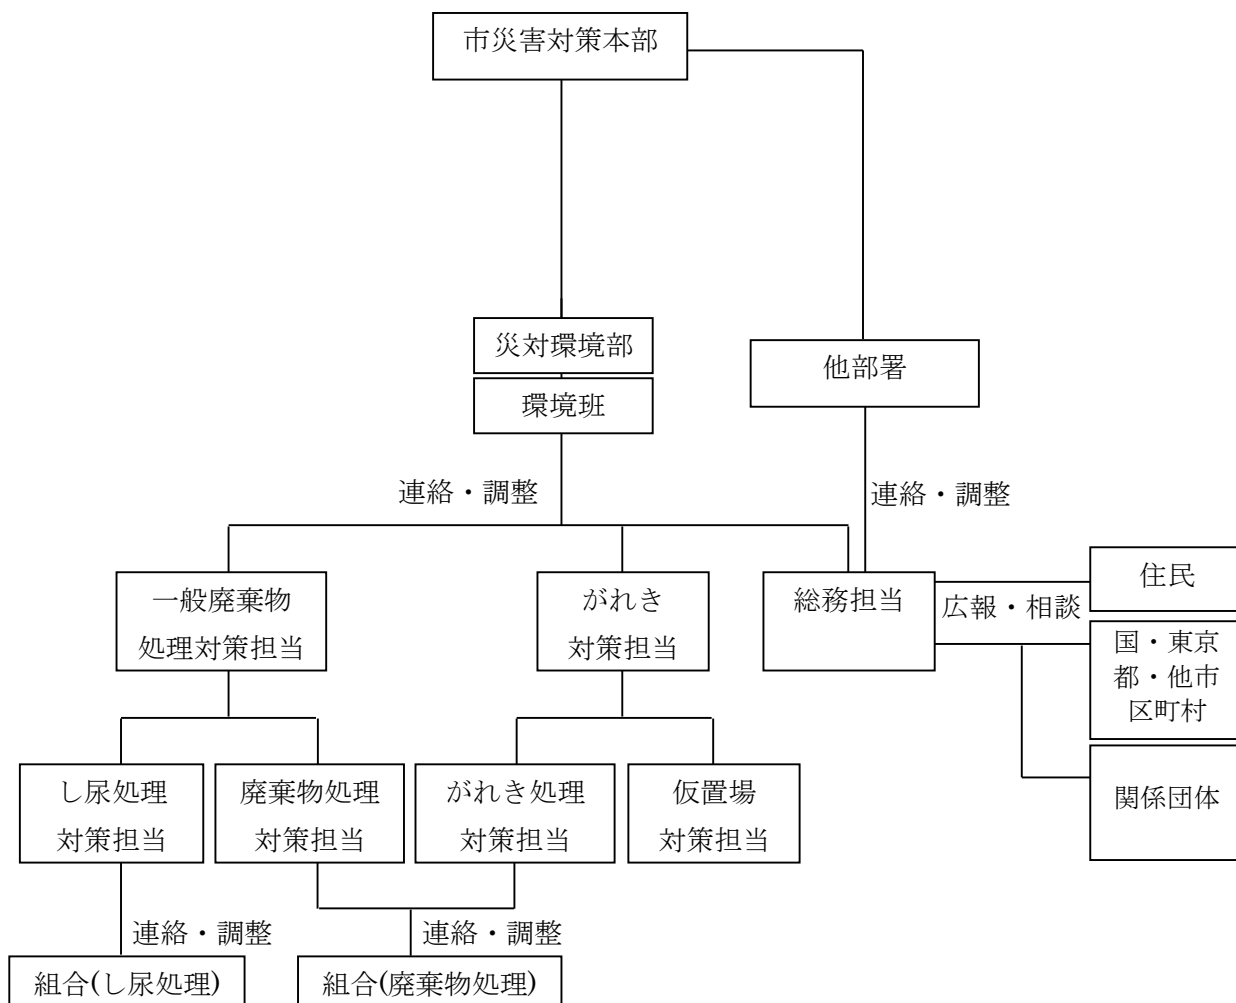 市災害対策本部
災対環境部
環境班
他部署
連絡・調整
連絡・調整
一般廃棄物
処理対策担当
がれき
対策担当
総務担当
広報・相談
住民
国・東京
都・他市
区町村
関係団体
し尿処理
対策担当
廃棄物処理
対策担当
がれき処理
対策担当
仮置場
対策担当
連絡・調整
連絡・調整
組合(し尿処理)
組合(廃棄物処理)